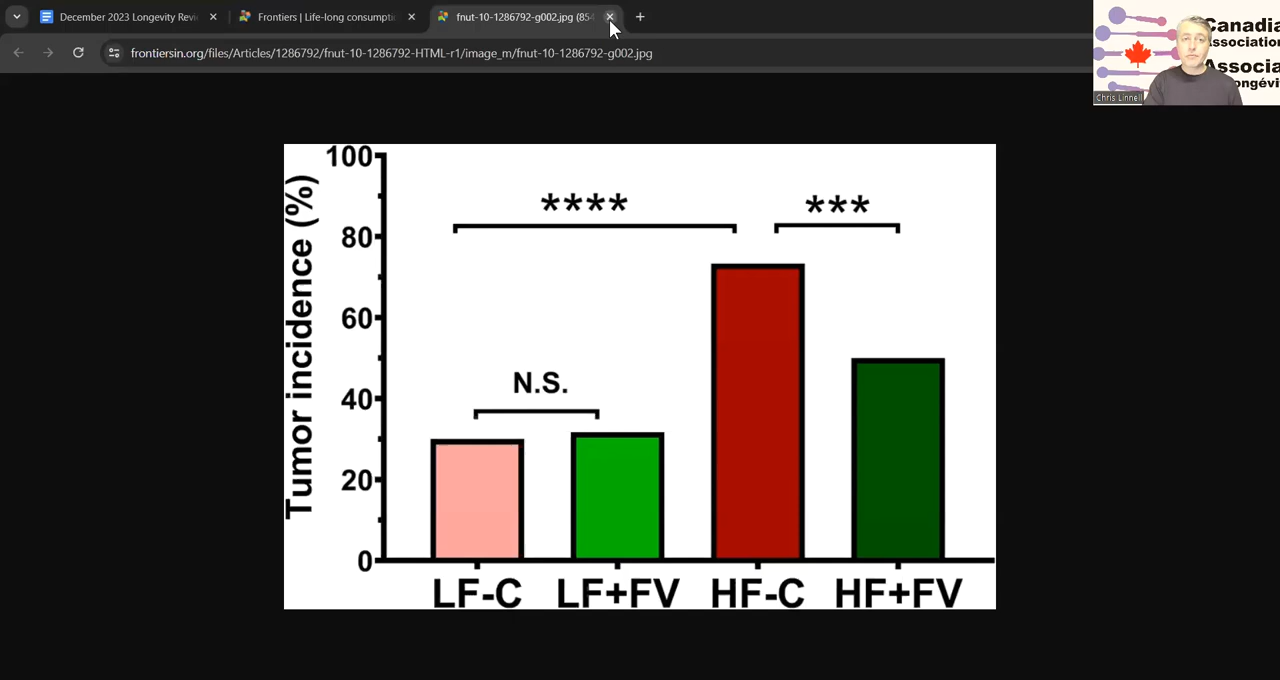 December 2023 Longevity Revi
Frontiers | Life-long consumpti
fnut-10-1286792-g002.jpg (854
frontiersin.org/files/Articles/1286792/fnut-10-1286792-HTML-r1/image_m/fnut-10-1286792-g002.jpg
Canadia
Association
Associa
ongévi
Chris Linnell
Tumor incidence (%)
100
80
60
40
20
0
****
***
N.S.
LF-C LF+FV HF-C HF+FV